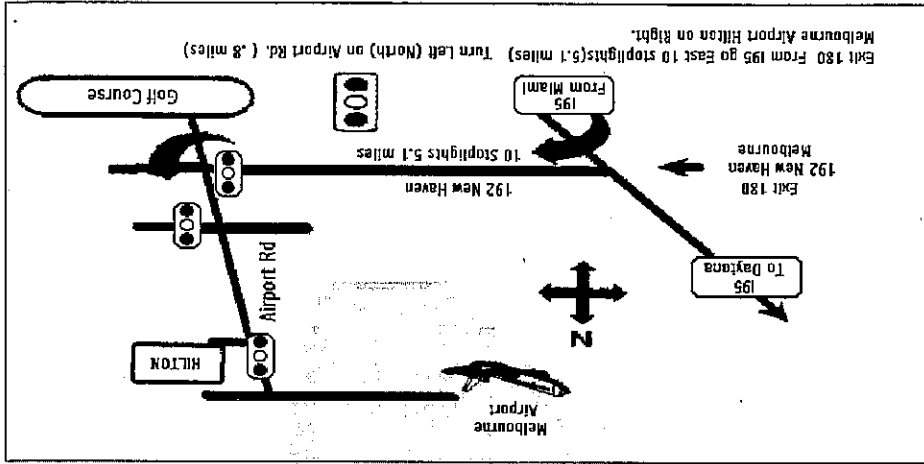 Melbourne
Airport
HILTON
N
Airport Rd
I95
To Daytana
Exit 180
192 New Haven
Melbourne
192 New Haven
10 Stoplights 5.1 miles
I95
From Miami
Golf Course
Exit 180 From I95 go East 10 stoplights(5.1 miles) Turn Left (North) on Airport Rd. ( .8 miles)
Melbourne Airport Hilton on Right.